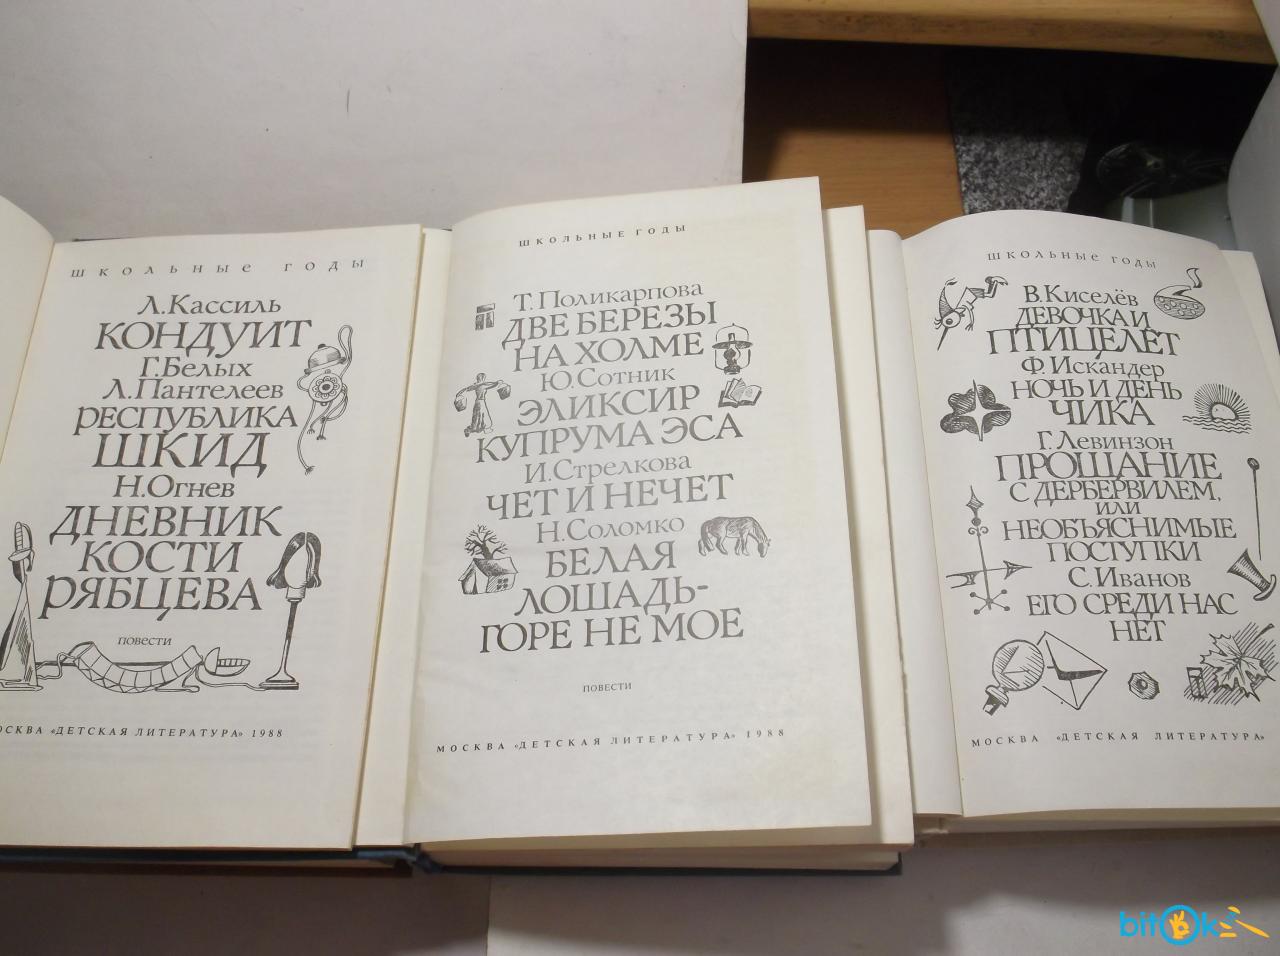 ШКОЛЬНЫЕ ГОДЫ
Л.Кассиль
КОНДУИТ
Г.Белых
Л.Пантелеев
РЕСПУБЛИКА
ШКИД
Н.Огнев
ДНЕВНИК
КОСТИ
РЯБЦЕВА
ПОВЕСТИ
«ДЕТСКАЯ ЛИТЕРАТУРА» 1988
ШКОЛЬНЫЕ ГОДЫ
Т.Поликарпова
ДВЕ БЕРЕЗЫ
НА ХОЛМЕ
Ю.Сотник
ЭЛИКСИР
КУПРУМА ЭСА
И.Стрелкова
ЧЕТ И НЕЧЕТ
Н.Соломко
БЕЛАЯ
ЛОШАДЬ-
ГОРЕ НЕ МОЕ
ПОВЕСТИ
МОСКВА «ДЕТСКАЯ ЛИТЕРАТУРА» 1988
ШКОЛЬНЫЕ ГОДЫ
В.Киселёв
ДЕВОЧКА И
ПТИЦЕЛЁТ
Ф.Искандер
НОЧЬ И ДЕНЬ
ЧИКА
Г.Левинзон
ПРОЩАНИЕ
С ДЕРБЕРВИЛЕМ,
ИЛИ
НЕОБЪЯСНИМЫЕ
ПОСТУПКИ
С.Иванов
ЕГО СРЕДИ НАС
НЕТ
МОСКВА «ДЕТСКАЯ ЛИТЕРАТУРА»
bitOk